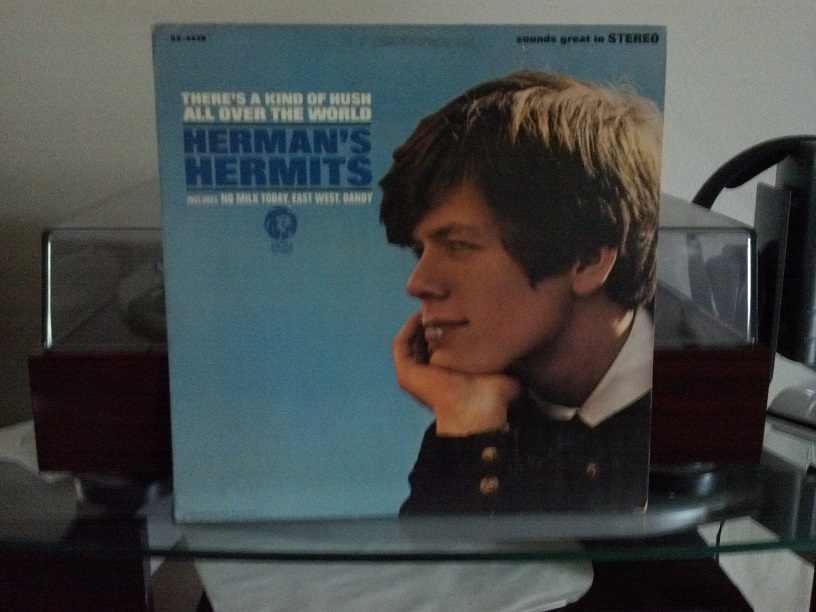 sounds great in STEREO
THERE'S A KIND OF HUSH
ALL OVER THE WORLD
HERMAN'S
HERMITS
INCLUDES NO MILK TODAY, EAST WEST, DANDY